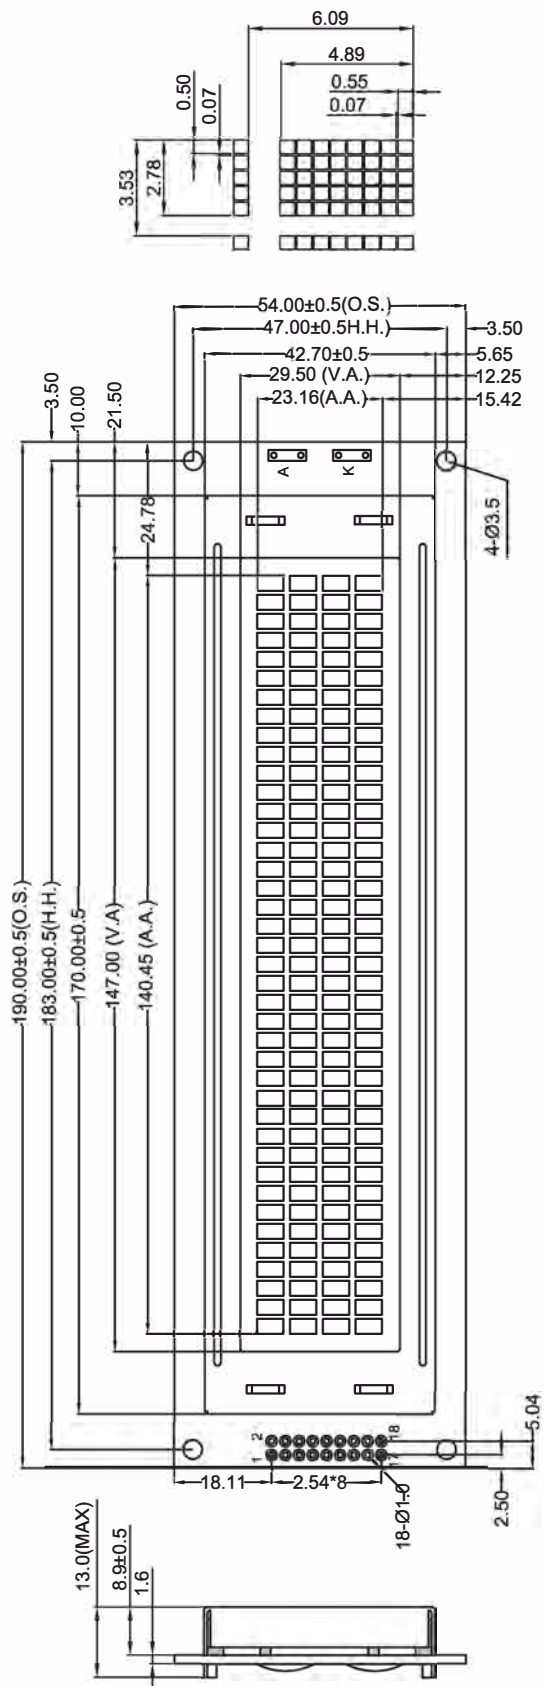 6.09
4.89
0.55
0.07
0.50
0.07
3.53
2.78
54.00±0.5(O.S.)
47.00±0.5H.H.)
3.50
42.70±0.5
5.65
29.50 (V.A.)
12.25
23.16(A.A.)
15.42
3.50
10.00
21.50
24.78
A
K
4-Ø3.5
190.00±0.5(O.S.)
183.00±0.5(H.H.)
170.00±0.5
147.00 (V.A)
140.45 (A.A.)
2
18
1
17
5.04
18.11
2.54*8
18-Ø1.0
2.50
13.0(MAX)
8.9±0.5
1.6